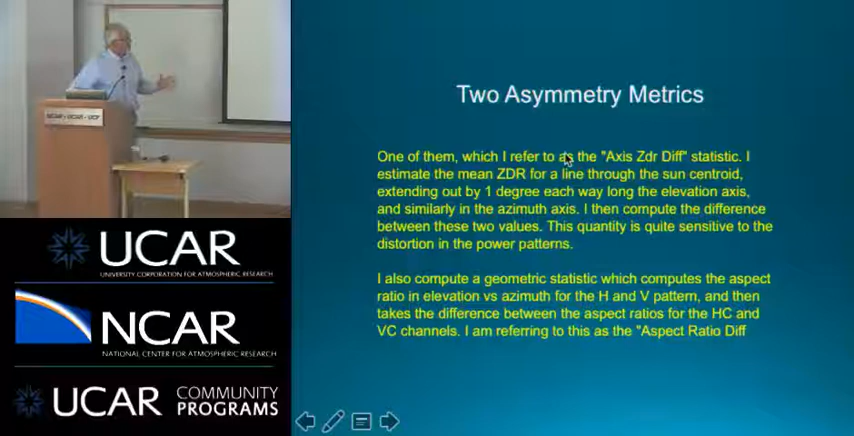 NCAR · UCAR · UCP
UCAR
UNIVERSITY CORPORATION FOR ATMOSPHERIC RESEARCH
NCAR
NATIONAL CENTER FOR ATMOSPHERIC RESEARCH
UCAR COMMUNITY PROGRAMS
Two Asymmetry Metrics
One of them, which I refer to as the "Axis Zdr Diff" statistic. I
estimate the mean ZDR for a line through the sun centroid,
extending out by 1 degree each way long the elevation axis,
and similarly in the azimuth axis. I then compute the difference
between these two values. This quantity is quite sensitive to the
distortion in the power patterns.
I also compute a geometric statistic which computes the aspect
ratio in elevation vs azimuth for the H and V pattern, and then
takes the difference between the aspect ratios for the HC and
VC channels. I am referring to this as the "Aspect Ratio Diff